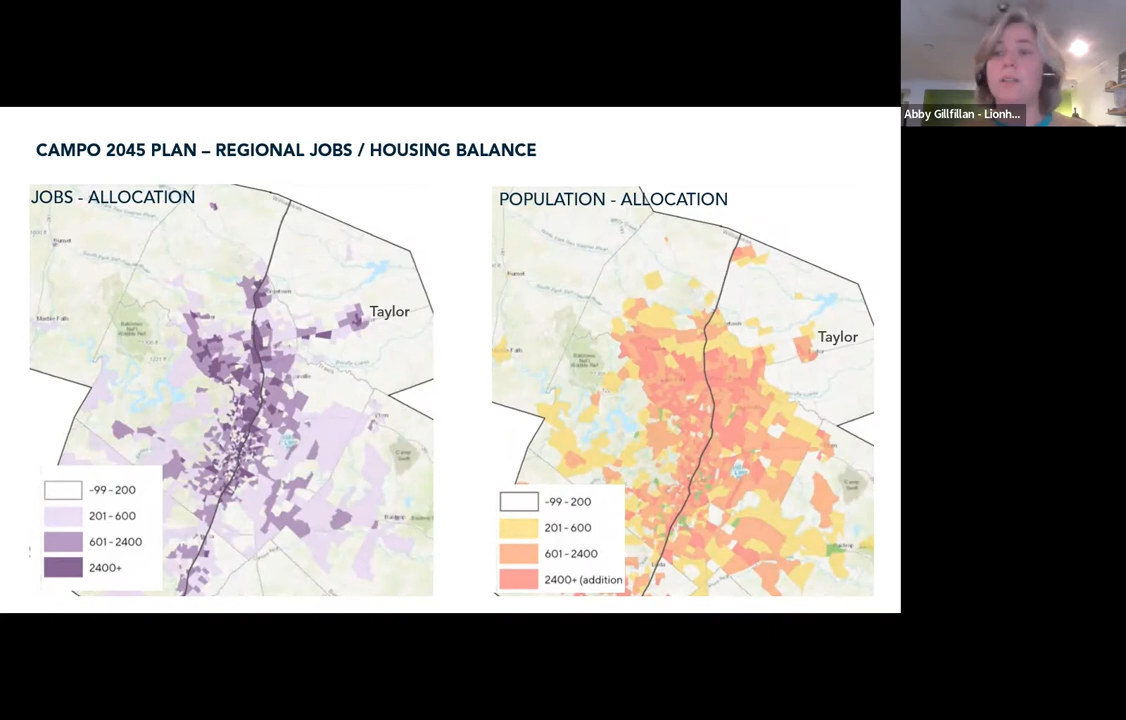 Abby Gillfillan - Lionh...
CAMPO 2045 PLAN – REGIONAL JOBS / HOUSING BALANCE
JOBS - ALLOCATION
Taylor
-99 - 200
201 - 600
601 - 2400
2400+
POPULATION - ALLOCATION
Taylor
-99 - 200
201 - 600
601 - 2400
2400+ (addition